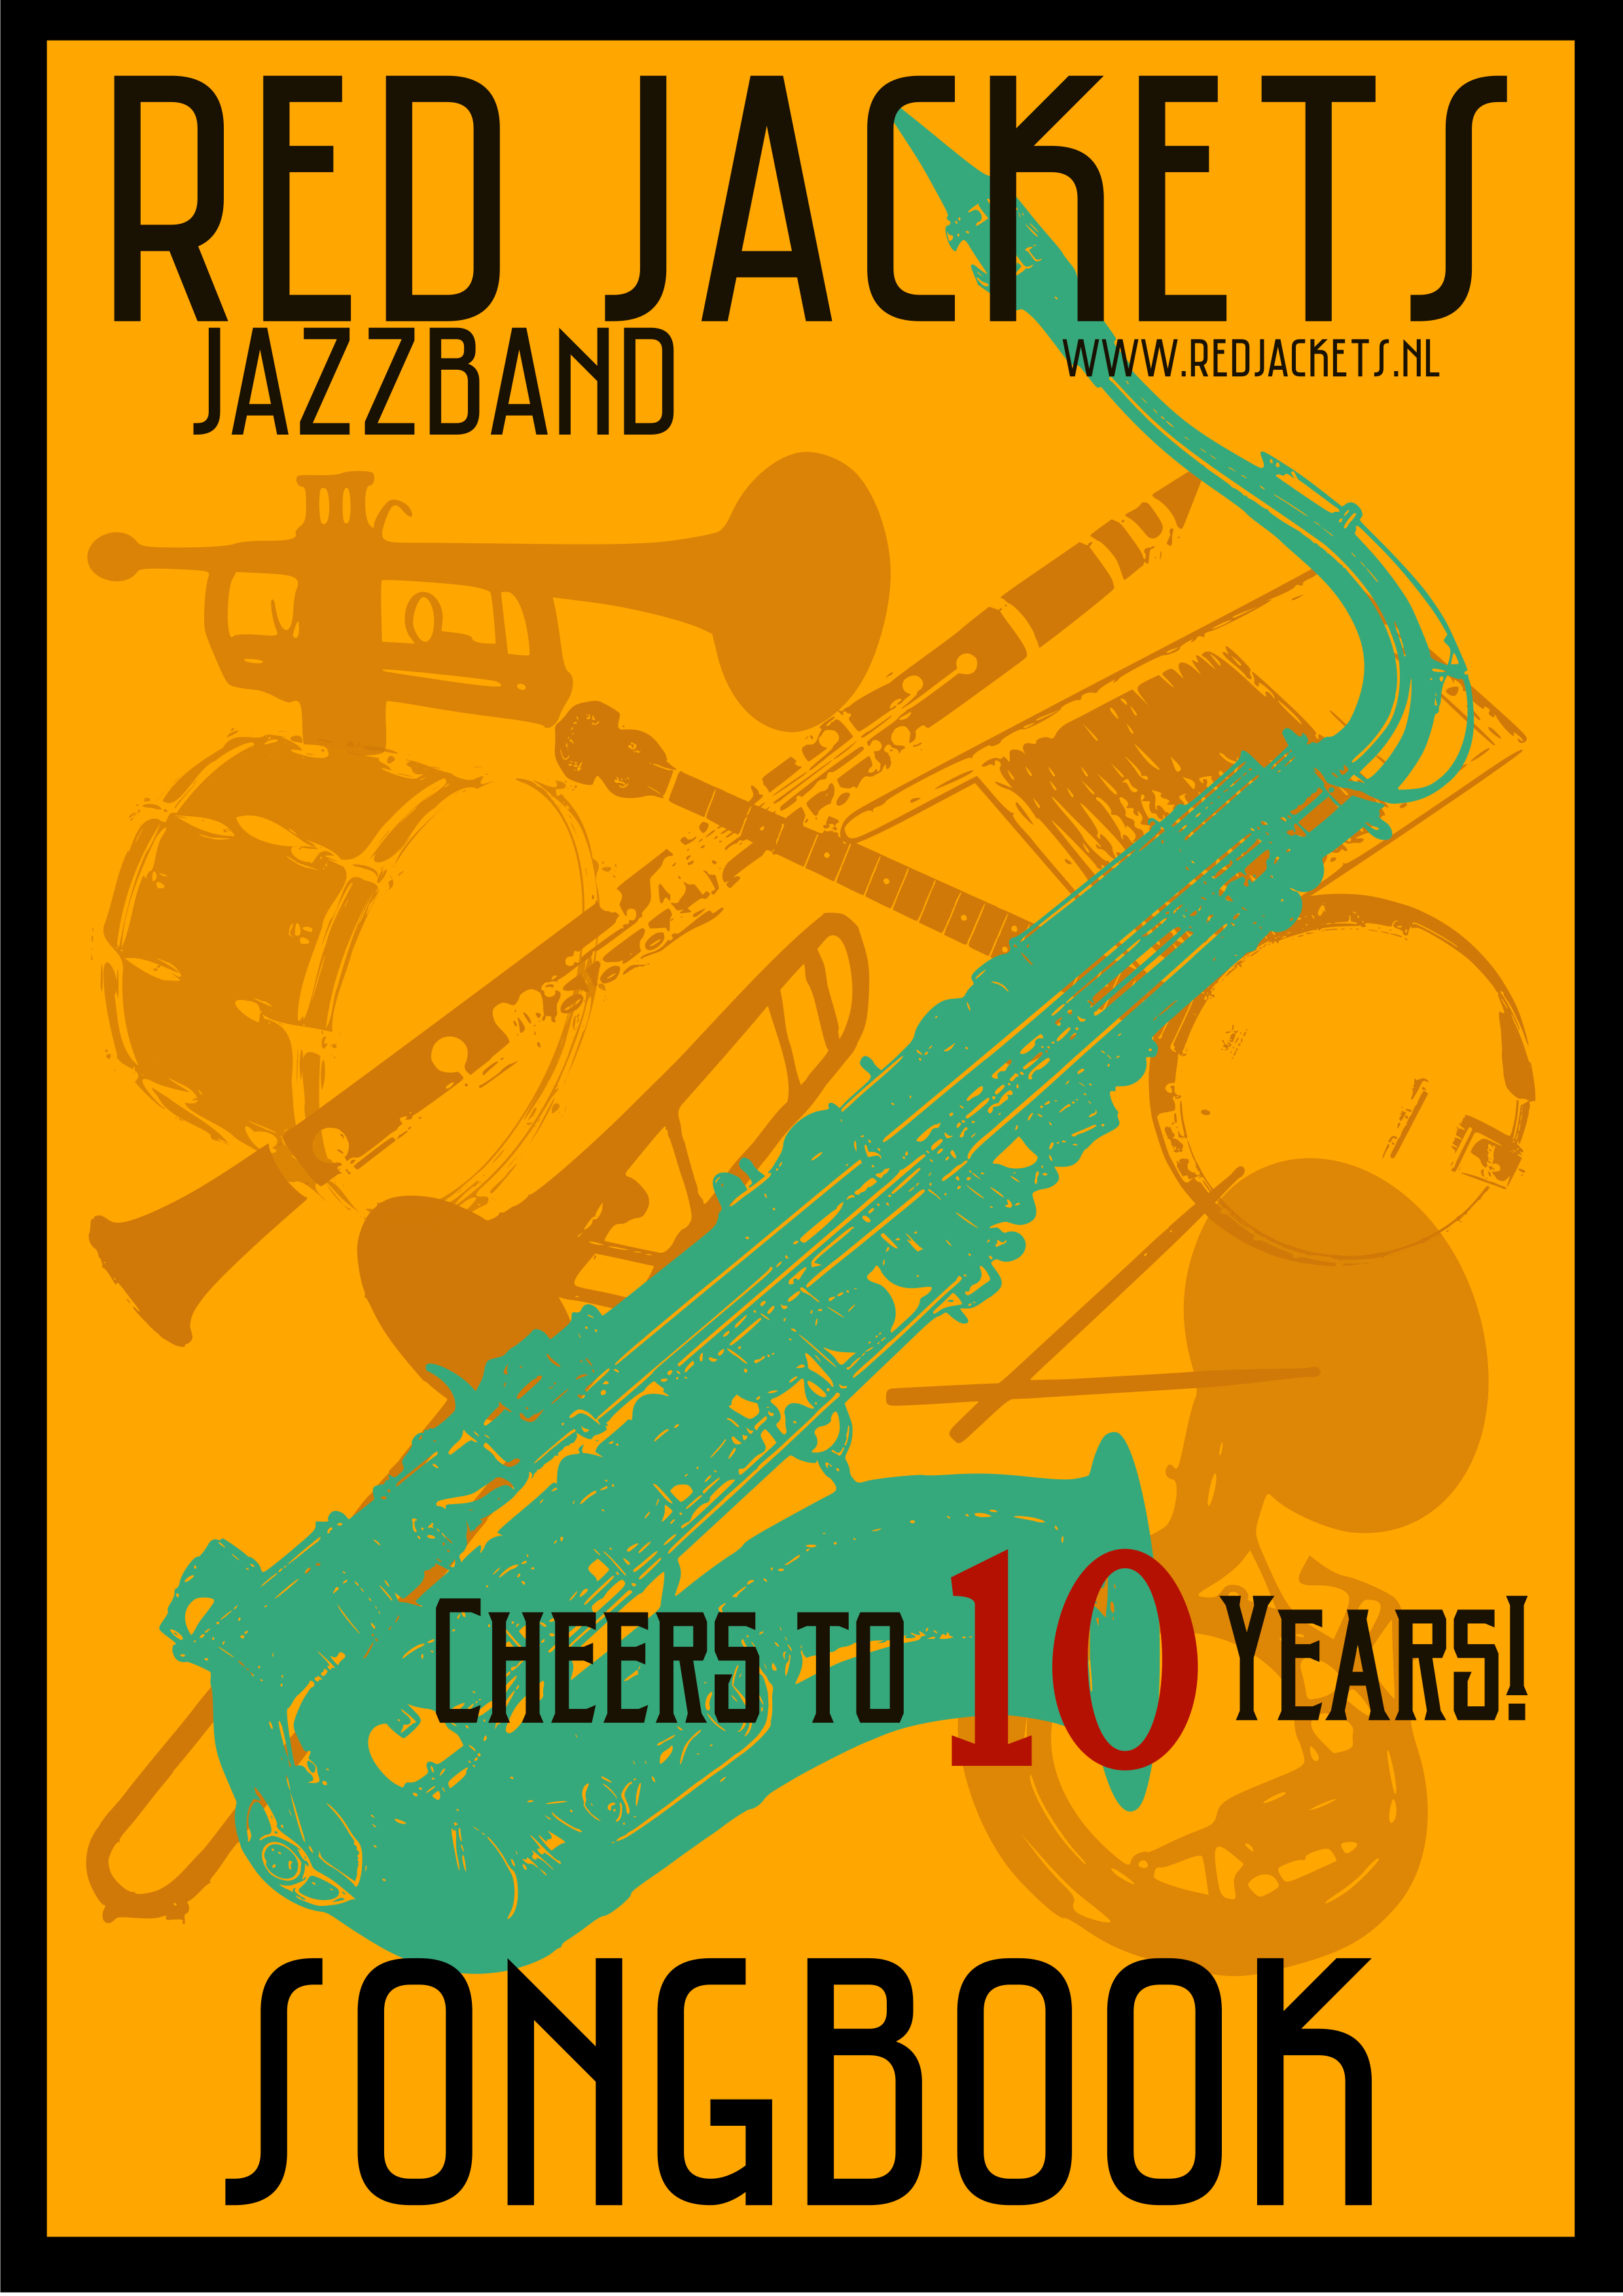 RED JACKETS
JAZZBAND
WWW.REDJACKETS.NL
CHEERS TO 10 YEARS!
SONGBOOK